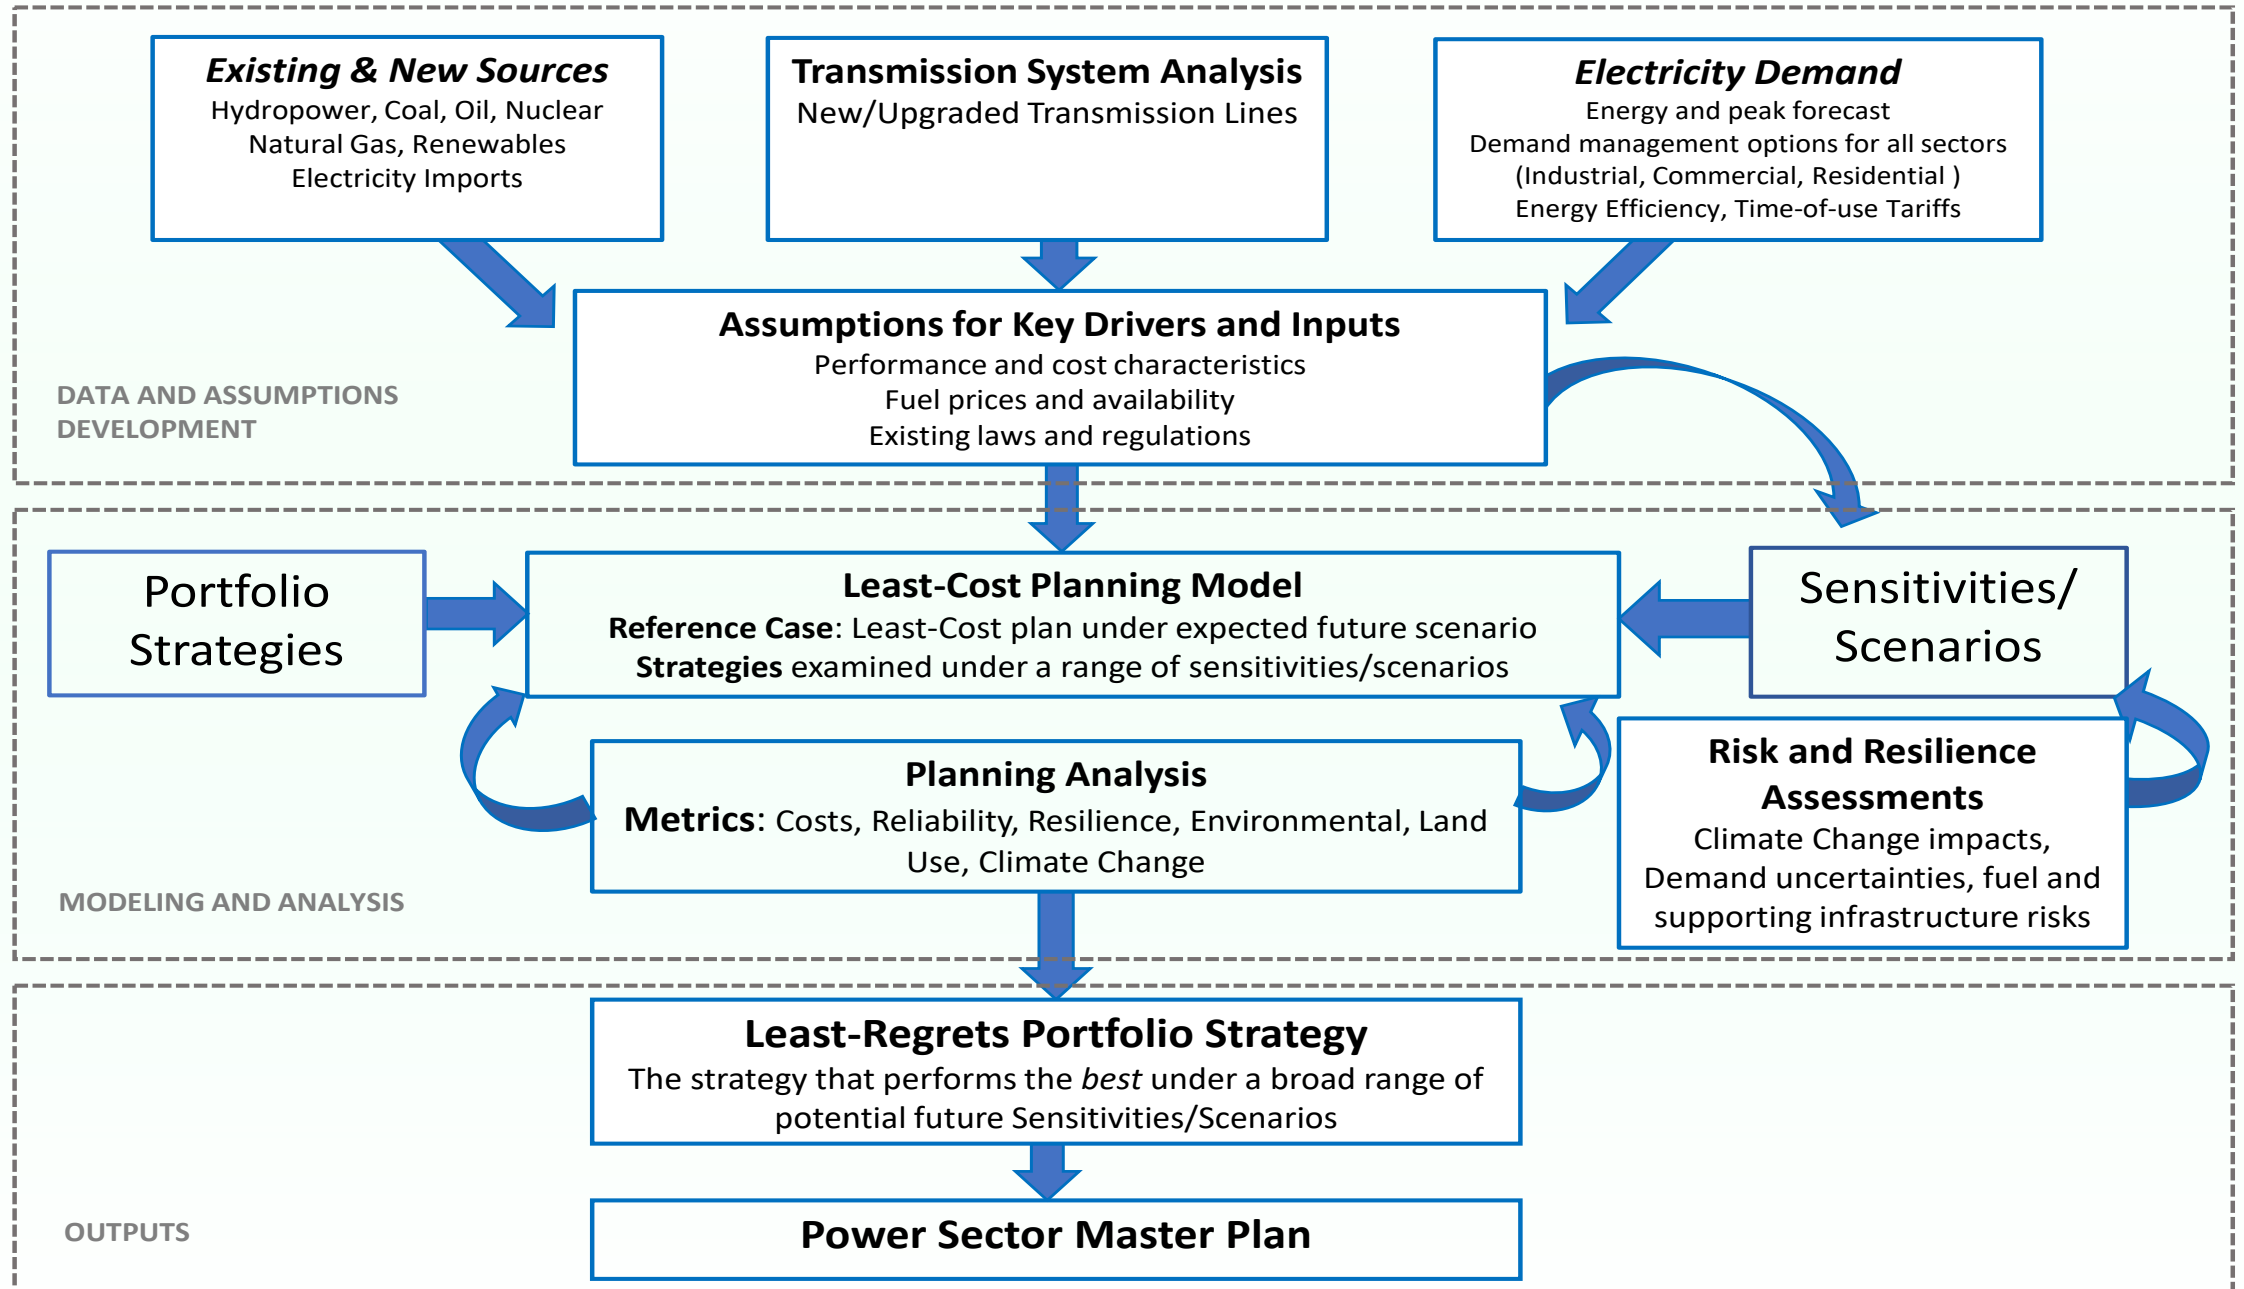 Existing & New Sources
Hydropower, Coal, Oil, Nuclear
Natural Gas, Renewables
Electricity Imports
Transmission System Analysis
New/Upgraded Transmission Lines
Electricity Demand
Energy and peak forecast
Demand management options for all sectors
(Industrial, Commercial, Residential )
Energy Efficiency, Time-of-use Tariffs
Assumptions for Key Drivers and Inputs
Performance and cost characteristics
Fuel prices and availability
Existing laws and regulations
DATA AND ASSUMPTIONS
DEVELOPMENT
Portfolio
Strategies
Least-Cost Planning Model
Reference Case: Least-Cost plan under expected future scenario
Strategies examined under a range of sensitivities/scenarios
Sensitivities/
Scenarios
Planning Analysis
Metrics: Costs, Reliability, Resilience, Environmental, Land
Use, Climate Change
Risk and Resilience
Assessments
Climate Change impacts,
Demand uncertainties, fuel and
supporting infrastructure risks
MODELING AND ANALYSIS
Least-Regrets Portfolio Strategy
The strategy that performs the best under a broad range of
potential future Sensitivities/Scenarios
Power Sector Master Plan
OUTPUTS